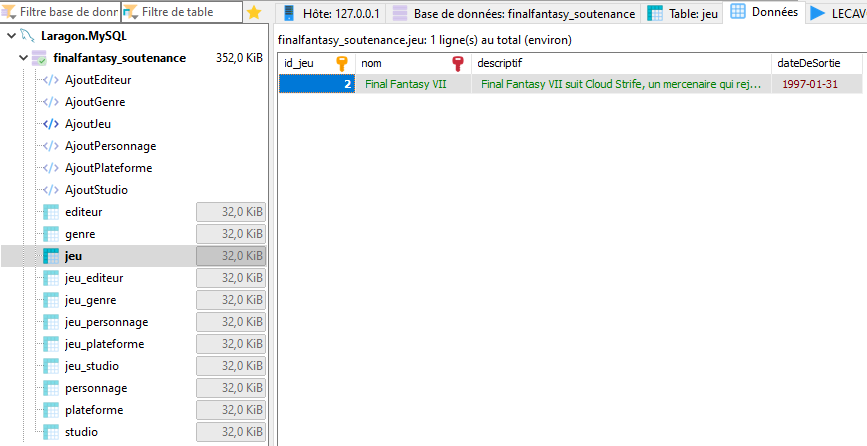 Filtre base de donn
Filtre de table
Hôte: 127.0.0.1
Base de données: finalfantasy_soutenance
Table: jeu
Données
LECAV
Laragon.MySQL
finalfantasy_soutenance 352,0 KiB
AjoutEditeur
AjoutGenre
AjoutJeu
AjoutPersonnage
AjoutPlateforme
AjoutStudio
editeur 32,0 KiB
genre 32,0 KiB
jeu 32,0 KiB
jeu_editeur 32,0 KiB
jeu_genre 32,0 KiB
jeu_personnage 32,0 KiB
jeu_plateforme 32,0 KiB
jeu_studio 32,0 KiB
personnage 32,0 KiB
plateforme 32,0 KiB
studio 32,0 KiB
finalfantasy_soutenance.jeu: 1 ligne(s) au total (environ)
id_jeu nom descriptif dateDeSortie
2 Final Fantasy VII Final Fantasy VII suit Cloud Strife, un mercenaire qui rej... 1997-01-31